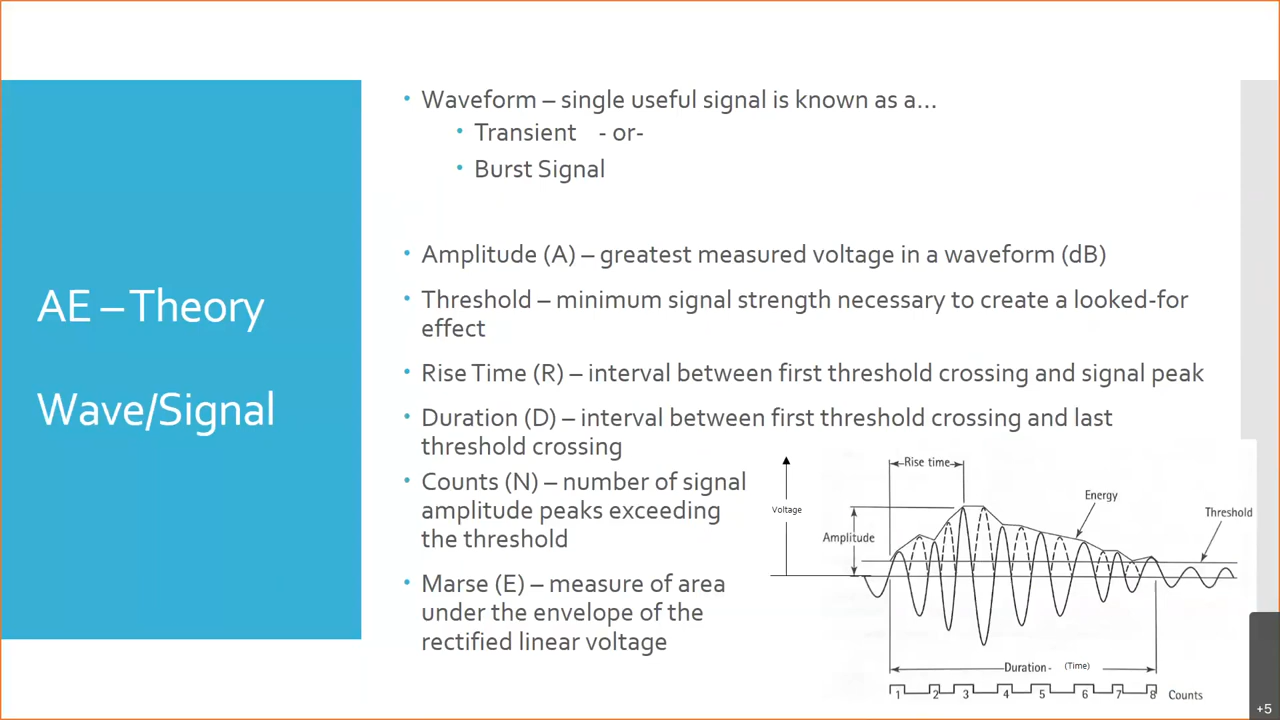 AE – Theory
Wave/Signal
• Waveform – single useful signal is known as a…
• Transient - or-
• Burst Signal
• Amplitude (A) – greatest measured voltage in a waveform (dB)
• Threshold – minimum signal strength necessary to create a looked-for
effect
• Rise Time (R) – interval between first threshold crossing and signal peak
• Duration (D) – interval between first threshold crossing and last
threshold crossing
• Counts (N) – number of signal
amplitude peaks exceeding
the threshold
• Marse (E) – measure of area
under the envelope of the
rectified linear voltage
Rise time
Energy
Voltage
Threshold
Amplitude
Duration - (Time)
1 2 3 4 5 6 7 8 Counts
+5